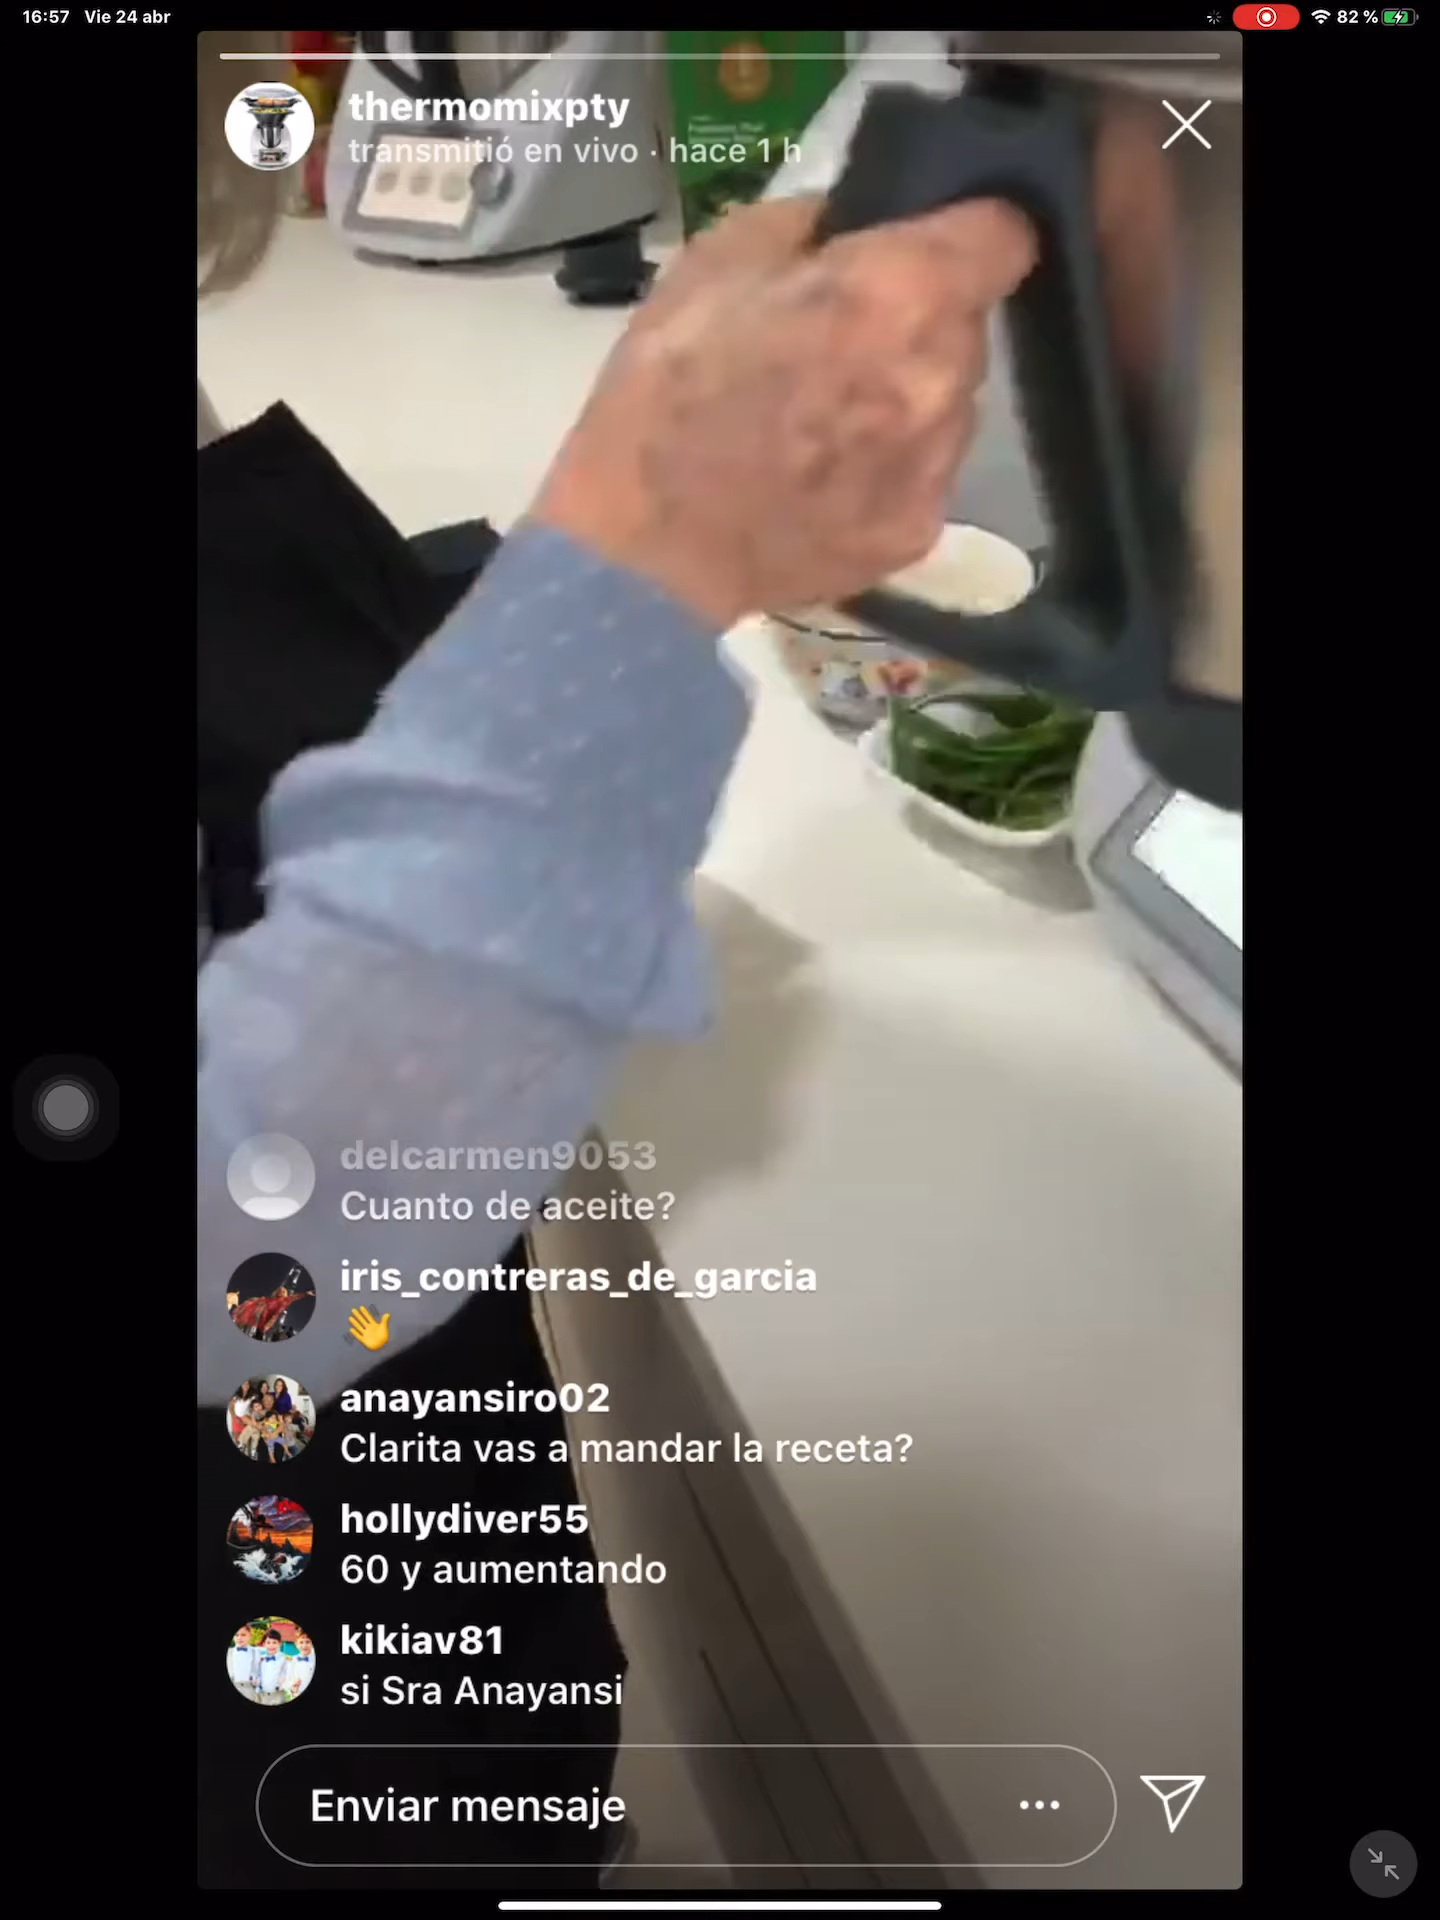 16:57 Vie 24 abr
82 %
thermomixpty
transmitió en vivo · hace 1 h
delcarmen9053
Cuanto de aceite?
iris_contreras_de_garcia
👋
anayansiro02
Clarita vas a mandar la receta?
hollydiver55
60 y aumentando
kikiav81
si Sra Anayansi
Enviar mensaje